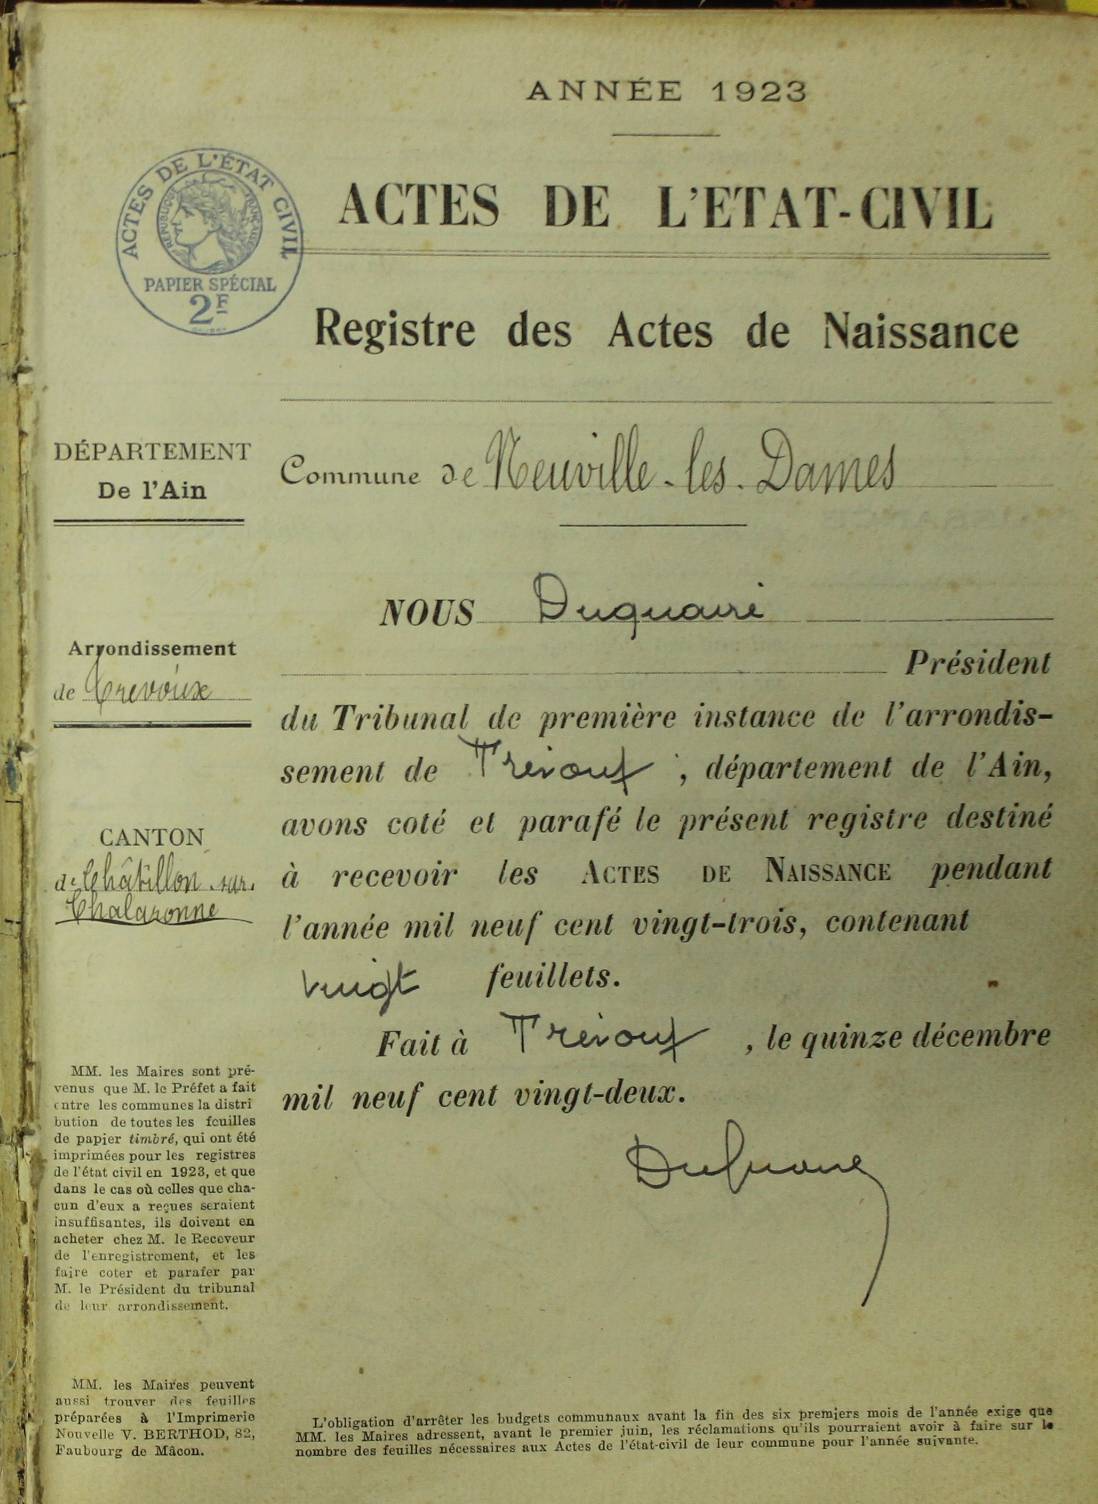 ANNÉE 1923
ACTES DE L'ÉTAT CIVIL
RÉPUBLIQUE FRANÇAISE
PAPIER SPÉCIAL
2F
ACTES DE L'ETAT-CIVIL
Registre des Actes de Naissance
DÉPARTEMENT
De l'Ain
Commune de Neuville-les-Dames
Arrondissement
de Trévoux
CANTON
de Châtillon-sur-
Chalaronne
NOUS Duquaire
Président
du Tribunal de première instance de l'arrondis-
sement de Trévoux, département de l'Ain,
avons coté et parafé le présent registre destiné
à recevoir les ACTES DE NAISSANCE pendant
l'année mil neuf cent vingt-trois, contenant
vingt feuillets.
Fait à Trévoux, le quinze décembre
mil neuf cent vingt-deux.
Duquaire
MM. les Maires sont pré-
venus que M. le Préfet a fait
entre les communes la distri
bution de toutes les feuilles
de papier timbré, qui ont été
imprimées pour les registres
de l'état civil en 1923, et que
dans le cas où celles que cha-
cun d'eux a reçues seraient
insuffisantes, ils doivent en
acheter chez M. le Receveur
de l'enregistrement, et les
faire coter et parafer par
M. le Président du tribunal
de leur arrondissement.
MM. les Maires peuvent
aussi trouver des feuilles
préparées à l'Imprimerie
Nouvelle V. BERTHOD, 82,
Faubourg de Mâcon.
L'obligation d'arrêter les budgets communaux avant la fin des six premiers mois de l'année exige que
MM. les Maires adressent, avant le premier juin, les réclamations qu'ils pourraient avoir à faire sur le
nombre des feuilles nécessaires aux Actes de l'état-civil de leur commune pour l'année suivante.